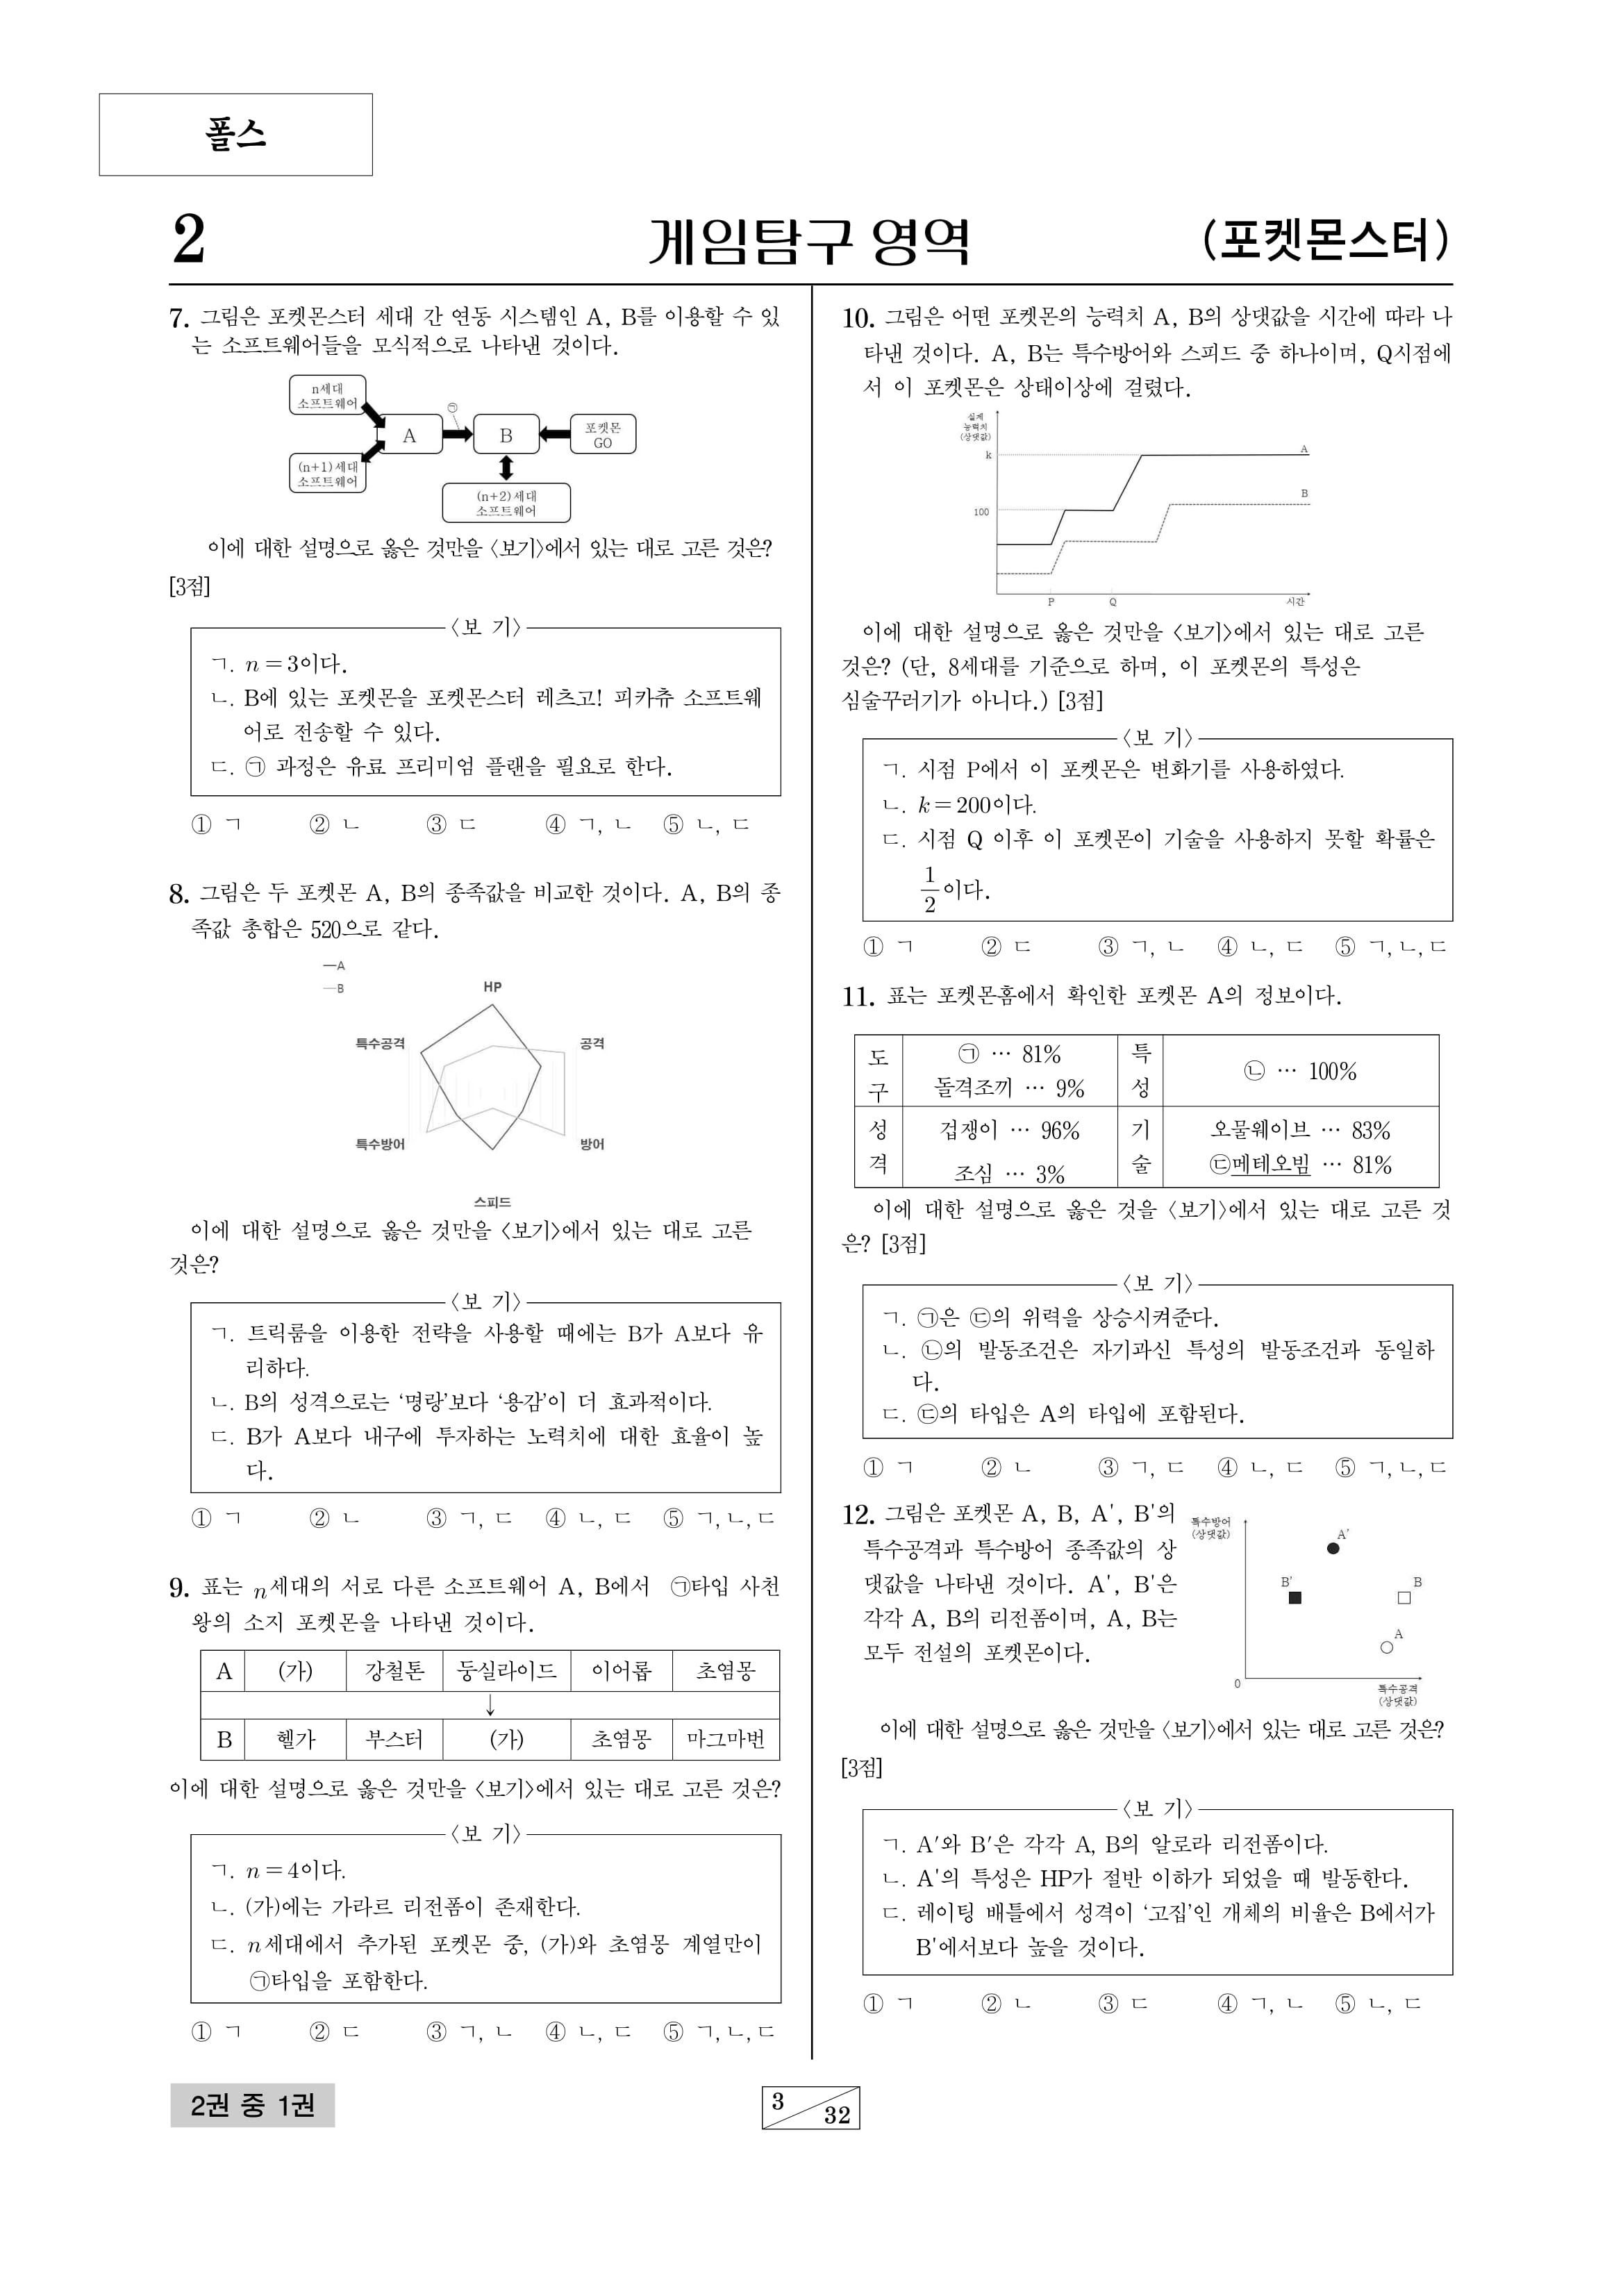 폴스
2
게임탐구 영역
(포켓몬스터)
7. 그림은 포켓몬스터 세대 간 연동 시스템인 A, B를 이용할 수 있
는 소프트웨어들을 모식적으로 나타낸 것이다.
n세대
소프트웨어
(n+1)세대
소프트웨어
A
㉠
B
포켓몬
GO
(n+2)세대
소프트웨어
이에 대한 설명으로 옳은 것만을 <보기>에서 있는 대로 고른 것은?
[3점]
<보 기>
ㄱ. n=3이다.
ㄴ. B에 있는 포켓몬을 포켓몬스터 레츠고! 피카츄 소프트웨
어로 전송할 수 있다.
ㄷ. ㉠ 과정은 유료 프리미엄 플랜을 필요로 한다.
① ㄱ ② ㄴ ③ ㄷ ④ ㄱ, ㄴ ⑤ ㄴ, ㄷ
8. 그림은 두 포켓몬 A, B의 종족값을 비교한 것이다. A, B의 종
족값 총합은 520으로 같다.
—A
—B
HP
특수공격
공격
특수방어
방어
스피드
이에 대한 설명으로 옳은 것만을 <보기>에서 있는 대로 고른
것은?
<보 기>
ㄱ. 트릭룸을 이용한 전략을 사용할 때에는 B가 A보다 유
리하다.
ㄴ. B의 성격으로는 ‘명랑’보다 ‘용감’이 더 효과적이다.
ㄷ. B가 A보다 내구에 투자하는 노력치에 대한 효율이 높
다.
① ㄱ ② ㄴ ③ ㄱ, ㄷ ④ ㄴ, ㄷ ⑤ ㄱ,ㄴ,ㄷ
9. 표는 n세대의 서로 다른 소프트웨어 A, B에서 ㉠타입 사천
왕의 소지 포켓몬을 나타낸 것이다.
A (가) 강철톤 둥실라이드 이어롭 초염몽
↓
B 헬가 부스터 (가) 초염몽 마그마번
이에 대한 설명으로 옳은 것만을 <보기>에서 있는 대로 고른 것은?
<보 기>
ㄱ. n=4이다.
ㄴ. (가)에는 가라르 리전폼이 존재한다.
ㄷ. n세대에서 추가된 포켓몬 중, (가)와 초염몽 계열만이
㉠타입을 포함한다.
① ㄱ ② ㄷ ③ ㄱ, ㄴ ④ ㄴ, ㄷ ⑤ ㄱ,ㄴ,ㄷ
10. 그림은 어떤 포켓몬의 능력치 A, B의 상댓값을 시간에 따라 나
타낸 것이다. A, B는 특수방어와 스피드 중 하나이며, Q시점에
서 이 포켓몬은 상태이상에 걸렸다.
실제
능력치
(상댓값)
k
A
B
100
P
Q
시간
이에 대한 설명으로 옳은 것만을 <보기>에서 있는 대로 고른
것은? (단, 8세대를 기준으로 하며, 이 포켓몬의 특성은
심술꾸러기가 아니다.) [3점]
<보 기>
ㄱ. 시점 P에서 이 포켓몬은 변화기를 사용하였다.
ㄴ. k=200이다.
ㄷ. 시점 Q 이후 이 포켓몬이 기술을 사용하지 못할 확률은
1/2이다.
① ㄱ ② ㄷ ③ ㄱ, ㄴ ④ ㄴ, ㄷ ⑤ ㄱ,ㄴ,ㄷ
11. 표는 포켓몬홈에서 확인한 포켓몬 A의 정보이다.
도구 ㉠ … 81% 특성 ㉡ … 100%
돌격조끼 … 9%
성격 겁쟁이 … 96% 기술 오물웨이브 … 83%
조심 … 3% ㉢메테오빔 … 81%
이에 대한 설명으로 옳은 것을 <보기>에서 있는 대로 고른 것
은? [3점]
<보 기>
ㄱ. ㉠은 ㉢의 위력을 상승시켜준다.
ㄴ. ㉡의 발동조건은 자기과신 특성의 발동조건과 동일하
다.
ㄷ. ㉢의 타입은 A의 타입에 포함된다.
① ㄱ ② ㄴ ③ ㄱ, ㄷ ④ ㄴ, ㄷ ⑤ ㄱ,ㄴ,ㄷ
12. 그림은 포켓몬 A, B, A', B'의
특수공격과 특수방어 종족값의 상
댓값을 나타낸 것이다. A', B'은
각각 A, B의 리전폼이며, A, B는
모두 전설의 포켓몬이다.
특수방어
(상댓값)
A'
B'
B
A
0
특수공격
(상댓값)
이에 대한 설명으로 옳은 것만을 <보기>에서 있는 대로 고른 것은?
[3점]
<보 기>
ㄱ. A'와 B'은 각각 A, B의 알로라 리전폼이다.
ㄴ. A'의 특성은 HP가 절반 이하가 되었을 때 발동한다.
ㄷ. 레이팅 배틀에서 성격이 ‘고집’인 개체의 비율은 B에서가
B'에서보다 높을 것이다.
① ㄱ ② ㄴ ③ ㄷ ④ ㄱ, ㄴ ⑤ ㄴ, ㄷ
2권 중 1권
3
32